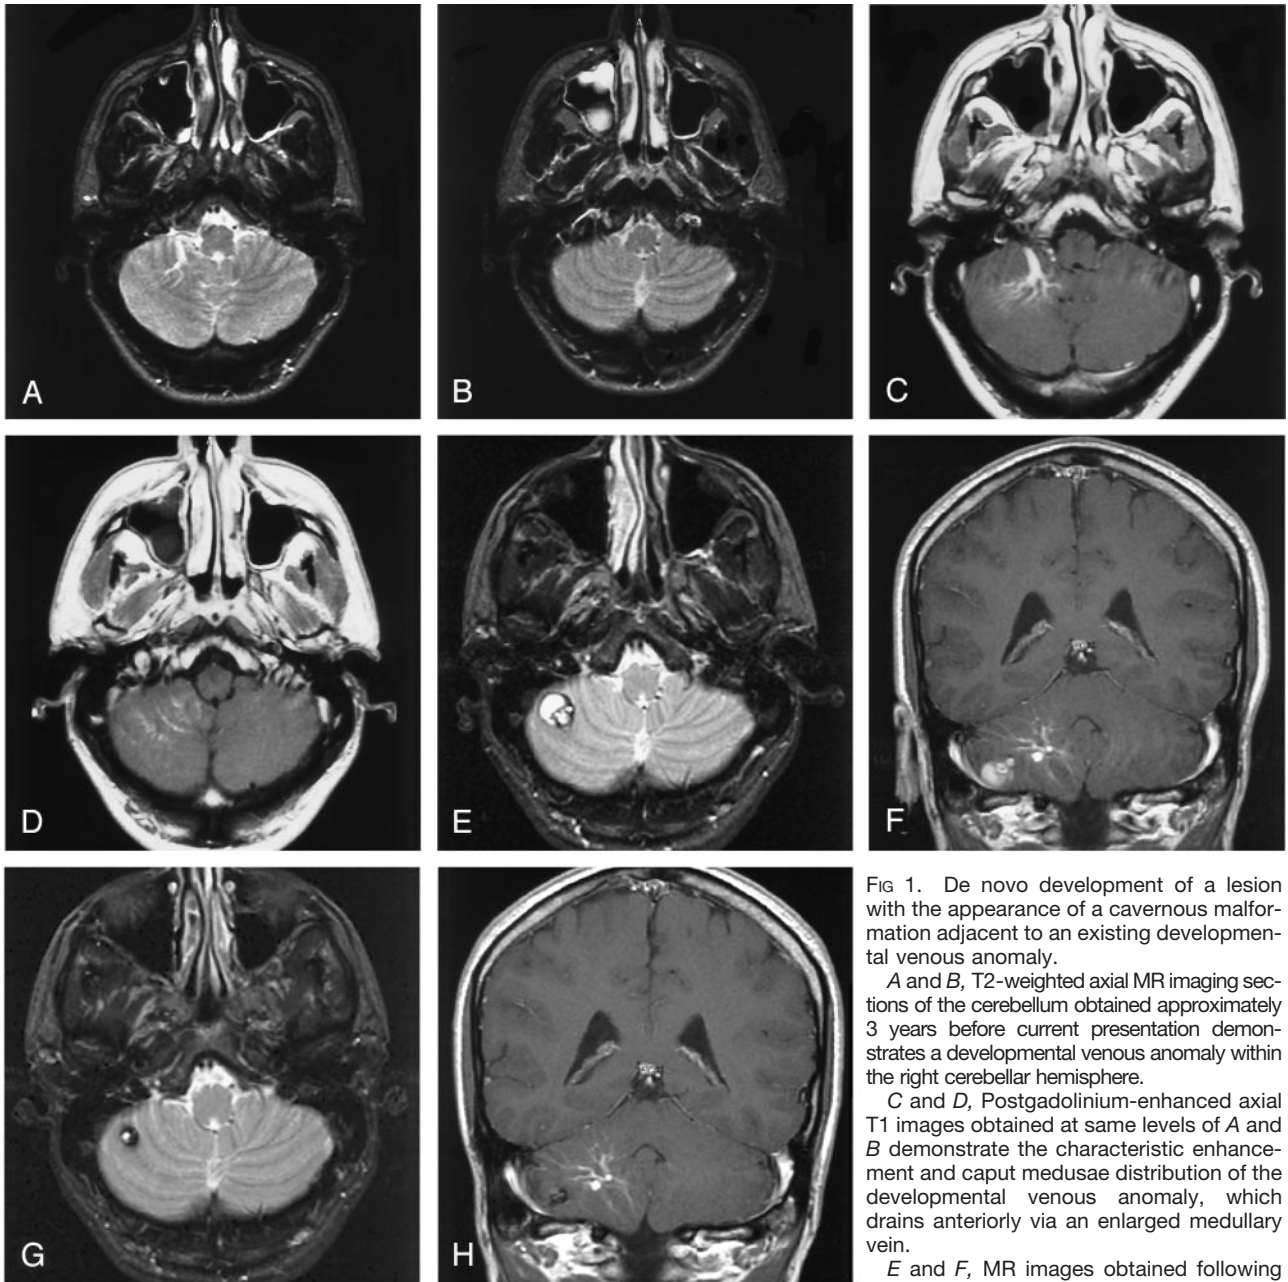 A
B
C
D
E
F
G
H
FIG 1. De novo development of a lesion
with the appearance of a cavernous malfor-
mation adjacent to an existing developmen-
tal venous anomaly.
A and B, T2-weighted axial MR imaging sec-
tions of the cerebellum obtained approximately
3 years before current presentation demon-
strates a developmental venous anomaly within
the right cerebellar hemisphere.
C and D, Postgadolinium-enhanced axial
T1 images obtained at same levels of A and
B demonstrate the characteristic enhance-
ment and caput medusae distribution of the
developmental venous anomaly, which
drains anteriorly via an enlarged medullary
vein.
E and F, MR images obtained following